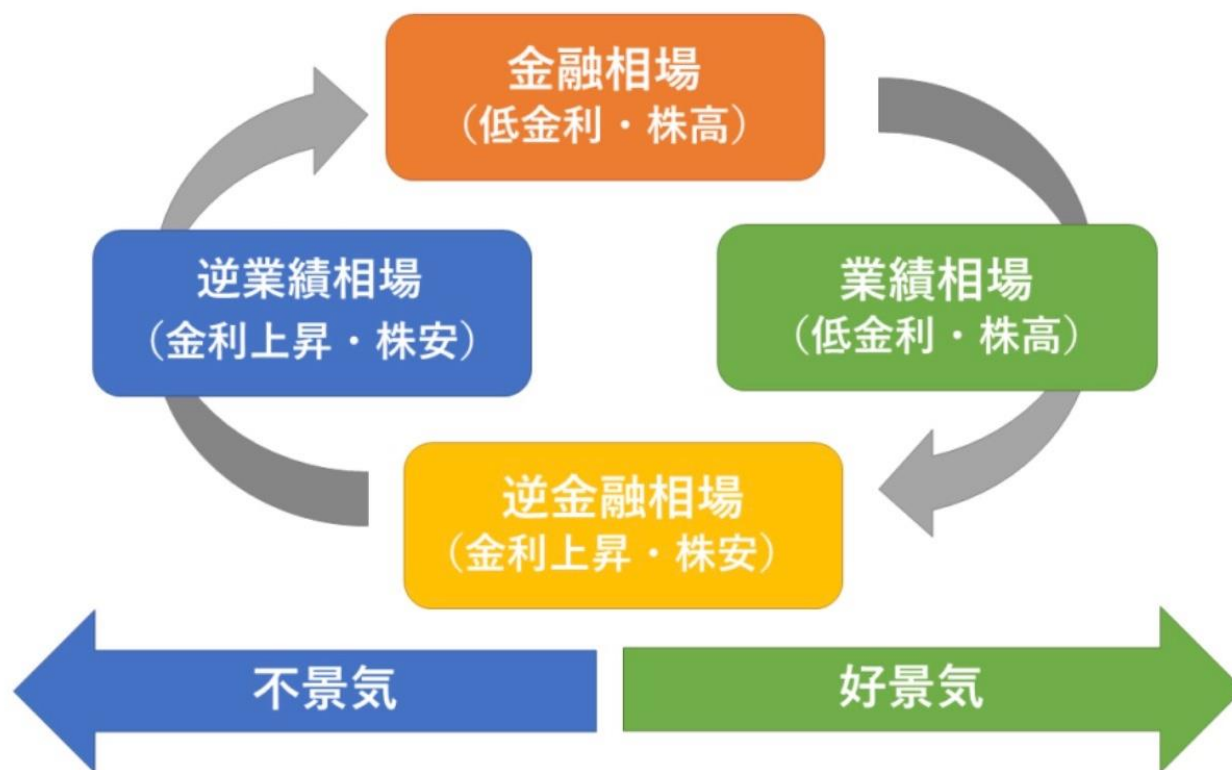 金融相場
（低金利・株高）
逆業績相場
（金利上昇・株安）
業績相場
（低金利・株高）
逆金融相場
（金利上昇・株安）
不景気
好景気